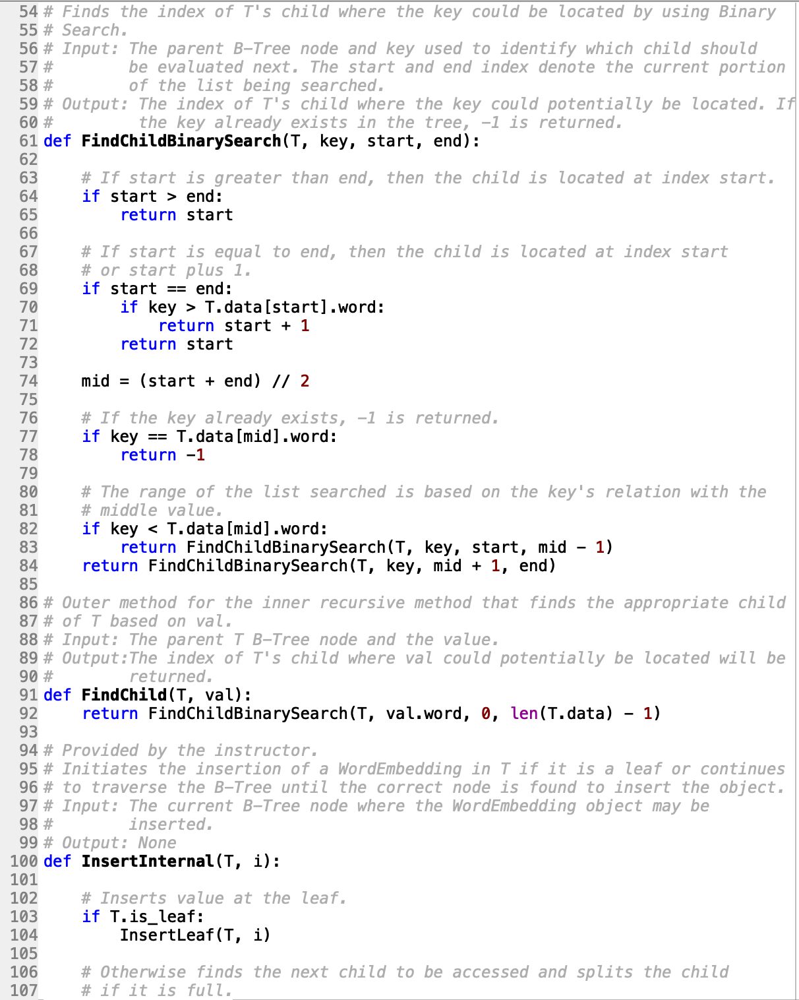 54 # Finds the index of T's child where the key could be located by using Binary
55 # Search.
56 # Input: The parent B-Tree node and key used to identify which child should
57 #        be evaluated next. The start and end index denote the current portion
58 #        of the list being searched.
59 # Output: The index of T's child where the key could potentially be located. If
60 #         the key already exists in the tree, -1 is returned.
61 def FindChildBinarySearch(T, key, start, end):
62
63     # If start is greater than end, then the child is located at index start.
64     if start > end:
65         return start
66
67     # If start is equal to end, then the child is located at index start
68     # or start plus 1.
69     if start == end:
70         if key > T.data[start].word:
71             return start + 1
72         return start
73
74     mid = (start + end) // 2
75
76     # If the key already exists, -1 is returned.
77     if key == T.data[mid].word:
78         return -1
79
80     # The range of the list searched is based on the key's relation with the
81     # middle value.
82     if key < T.data[mid].word:
83         return FindChildBinarySearch(T, key, start, mid - 1)
84     return FindChildBinarySearch(T, key, mid + 1, end)
85
86 # Outer method for the inner recursive method that finds the appropriate child
87 # of T based on val.
88 # Input: The parent T B-Tree node and the value.
89 # Output:The index of T's child where val could potentially be located will be
90 #        returned.
91 def FindChild(T, val):
92     return FindChildBinarySearch(T, val.word, 0, len(T.data) - 1)
93
94 # Provided by the instructor.
95 # Initiates the insertion of a WordEmbedding in T if it is a leaf or continues
96 # to traverse the B-Tree until the correct node is found to insert the object.
97 # Input: The current B-Tree node where the WordEmbedding object may be
98 #        inserted.
99 # Output: None
100 def InsertInternal(T, i):
101
102     # Inserts value at the leaf.
103     if T.is_leaf:
104         InsertLeaf(T, i)
105
106     # Otherwise finds the next child to be accessed and splits the child
107     # if it is full.